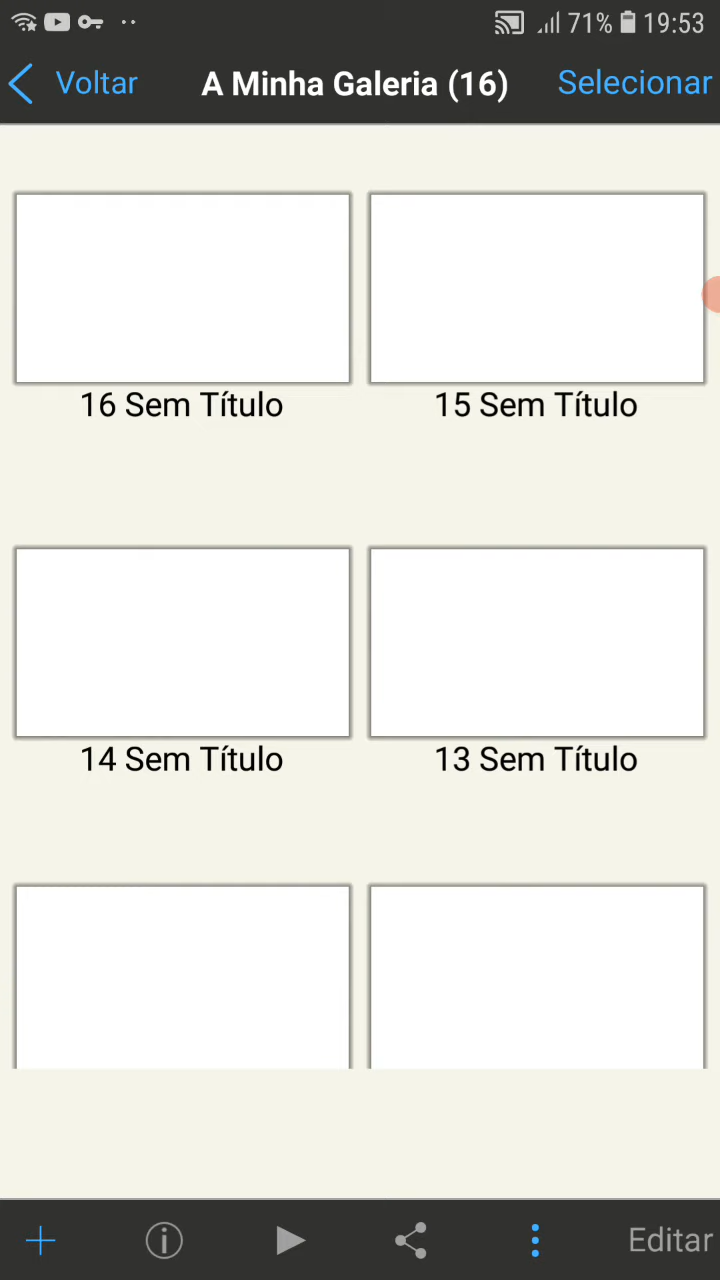 71% 19:53
Voltar A Minha Galeria (16) Selecionar
16 Sem Título 15 Sem Título
14 Sem Título 13 Sem Título
Editar